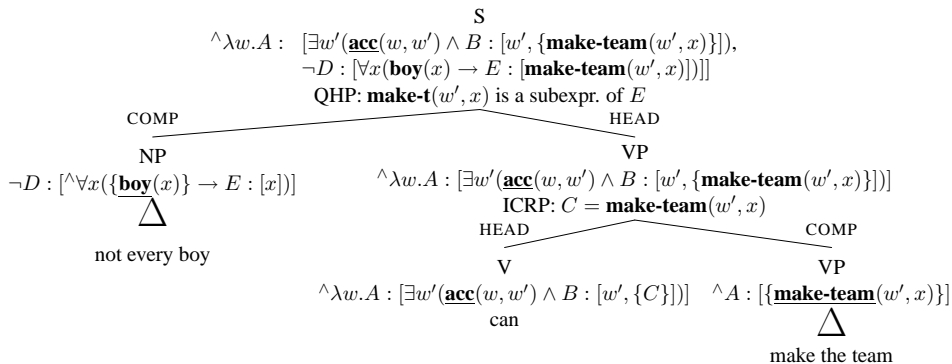 S
^λw.A : [∃w′(acc(w, w′) ∧ B : [w′, {make-team(w′, x)}]),
¬D : [∀x(boy(x) → E : [make-team(w′, x)])]]
QHP: make-t(w′, x) is a subexpr. of E
COMP HEAD
NP VP
¬D : [^∀x({boy(x)} → E : [x])] ^λw.A : [∃w′(acc(w, w′) ∧ B : [w′, {make-team(w′, x)}])]
ICRP: C = make-team(w′, x)
not every boy HEAD COMP
V VP
^λw.A : [∃w′(acc(w, w′) ∧ B : [w′, {C}])] ^A : [{make-team(w′, x)}]
can
make the team